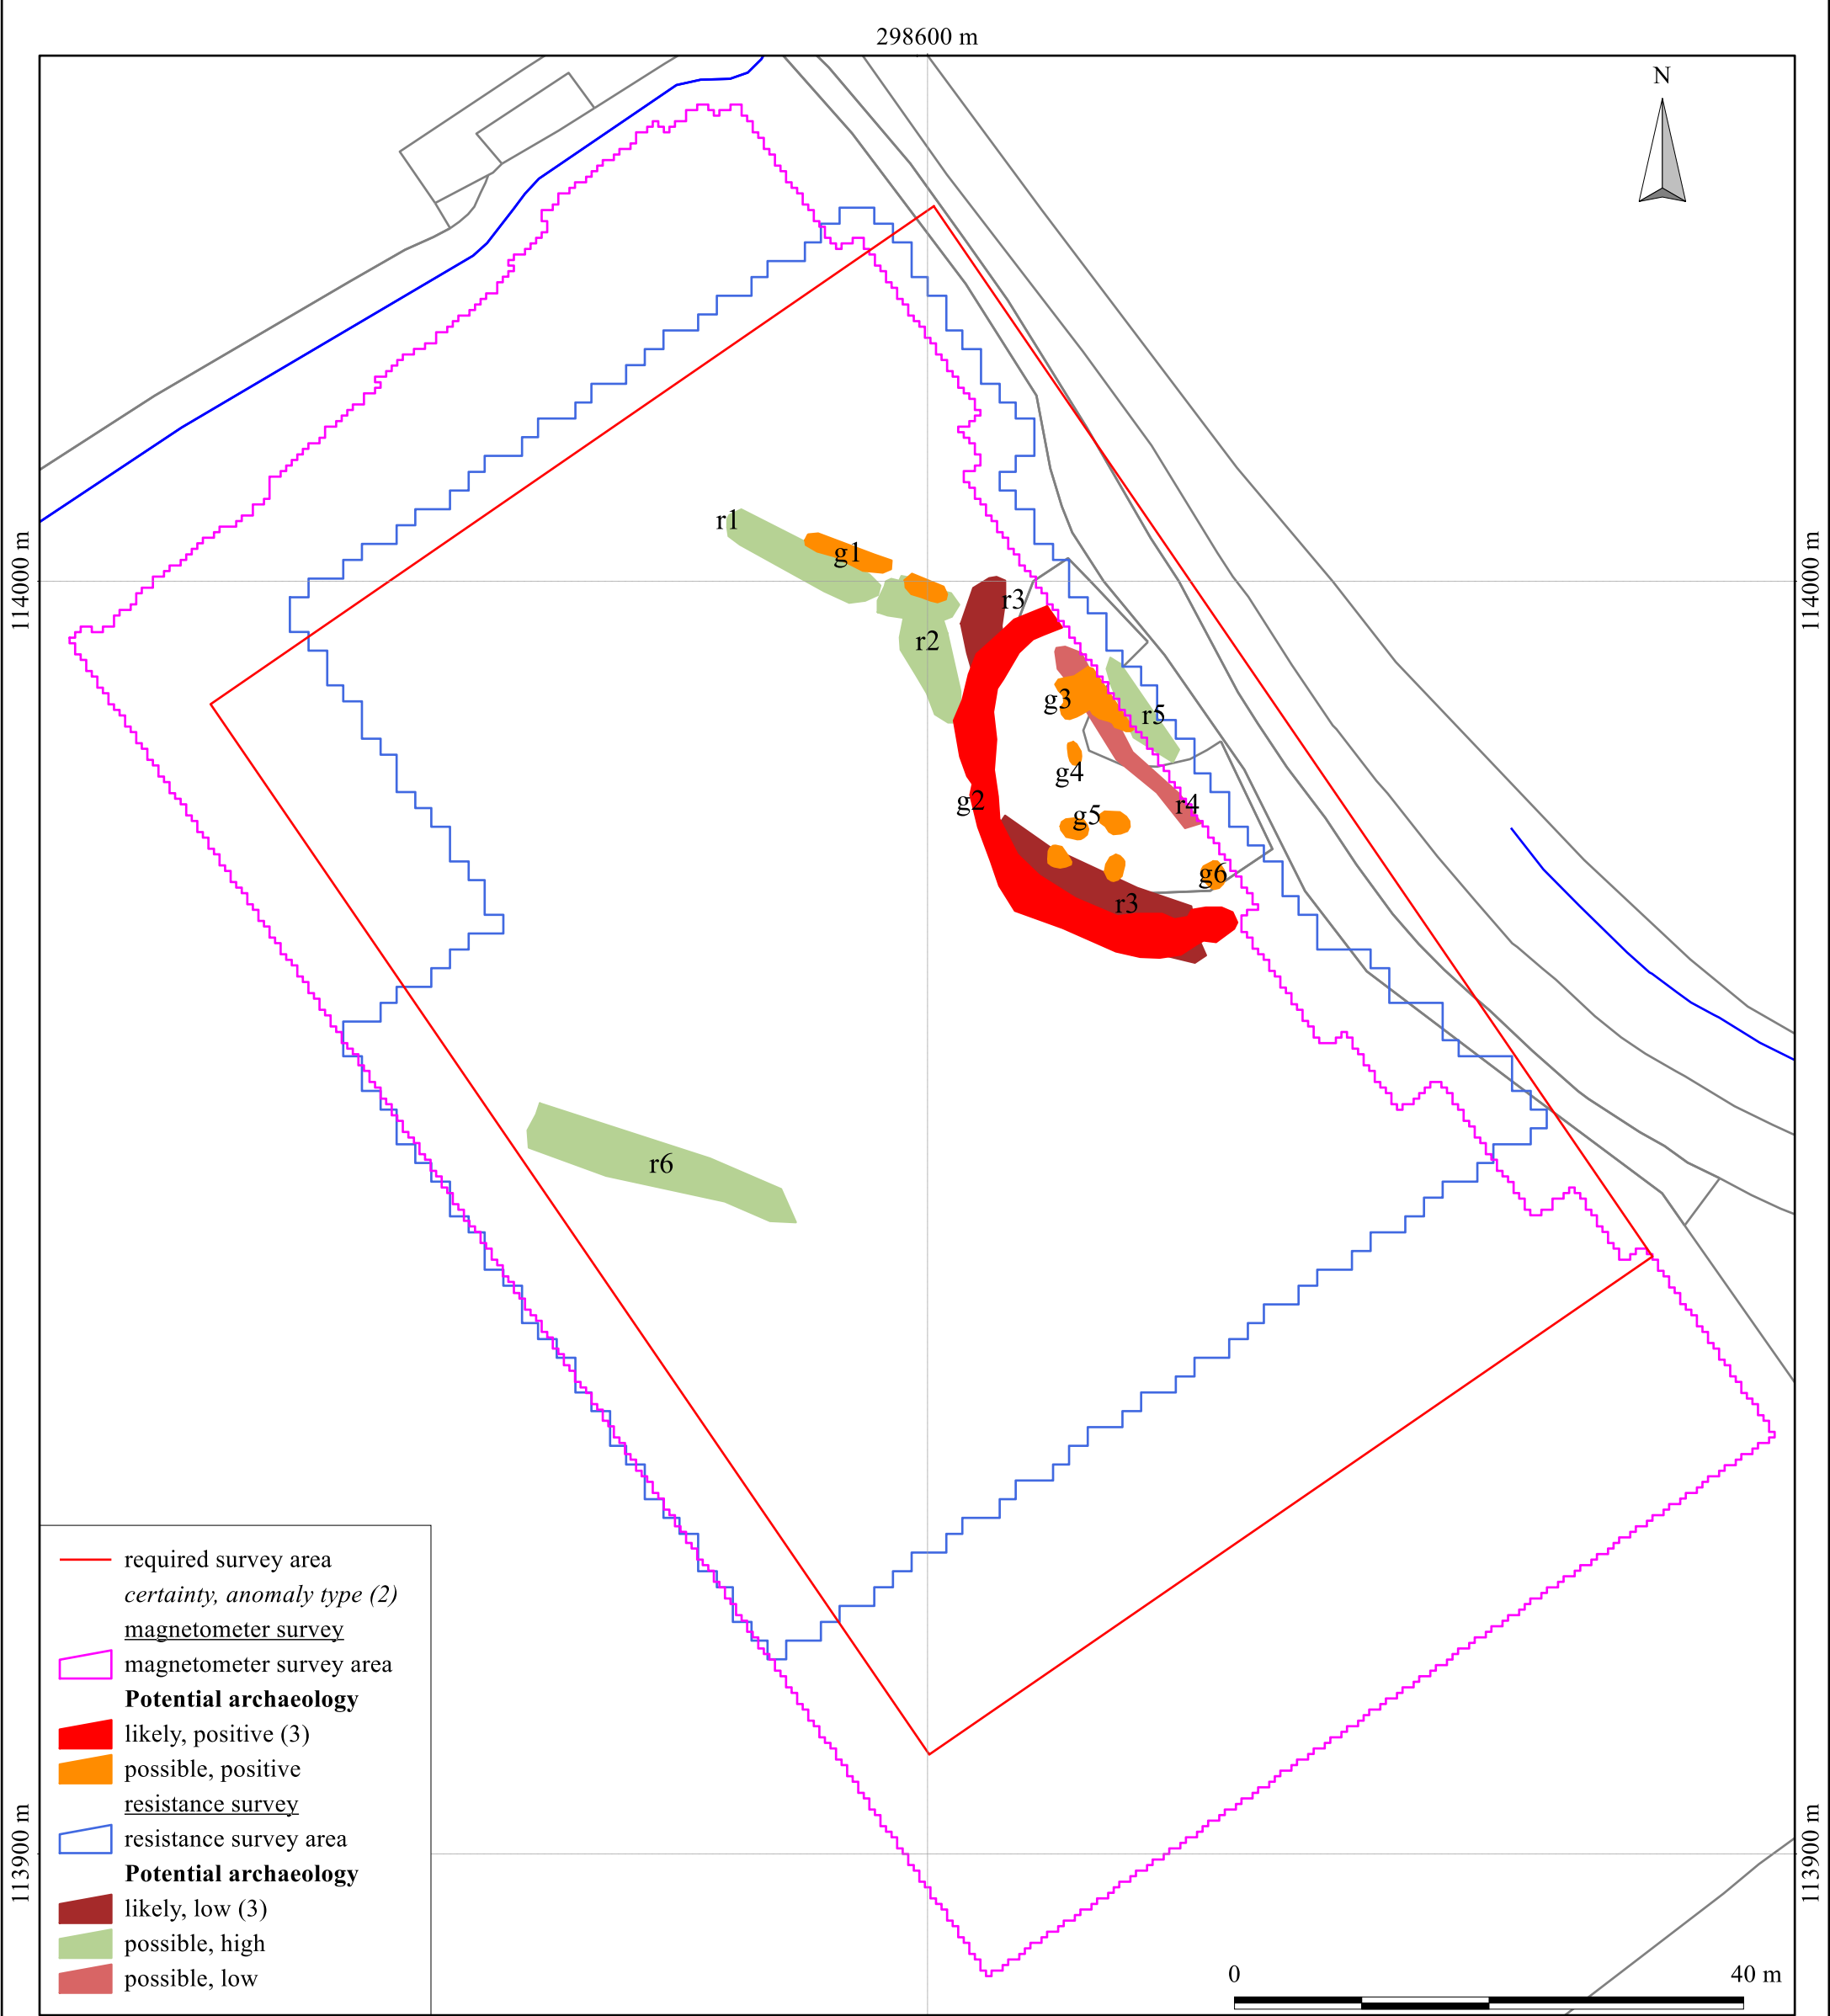 298600 m
N
114000 m
114000 m
r1
g1
r3
r2
g3
r5
g4
g2
g5
r4
g6
r3
r6
required survey area
certainty, anomaly type (2)
magnetometer survey
magnetometer survey area
Potential archaeology
likely, positive (3)
possible, positive
resistance survey
resistance survey area
Potential archaeology
likely, low (3)
possible, high
possible, low
113900 m
113900 m
0 40 m